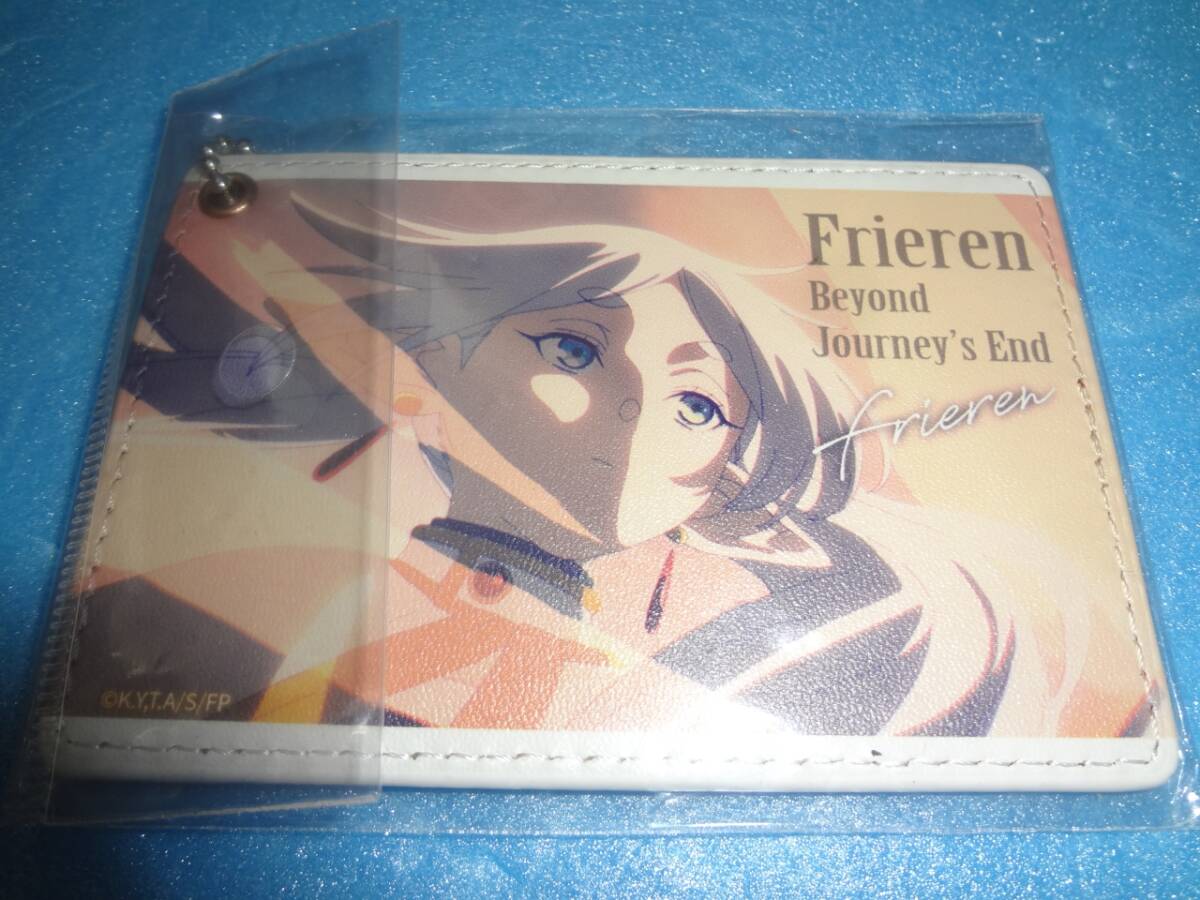 Frieren
Beyond
Journey's End
frieren
©K.Y,T.A/S/FP